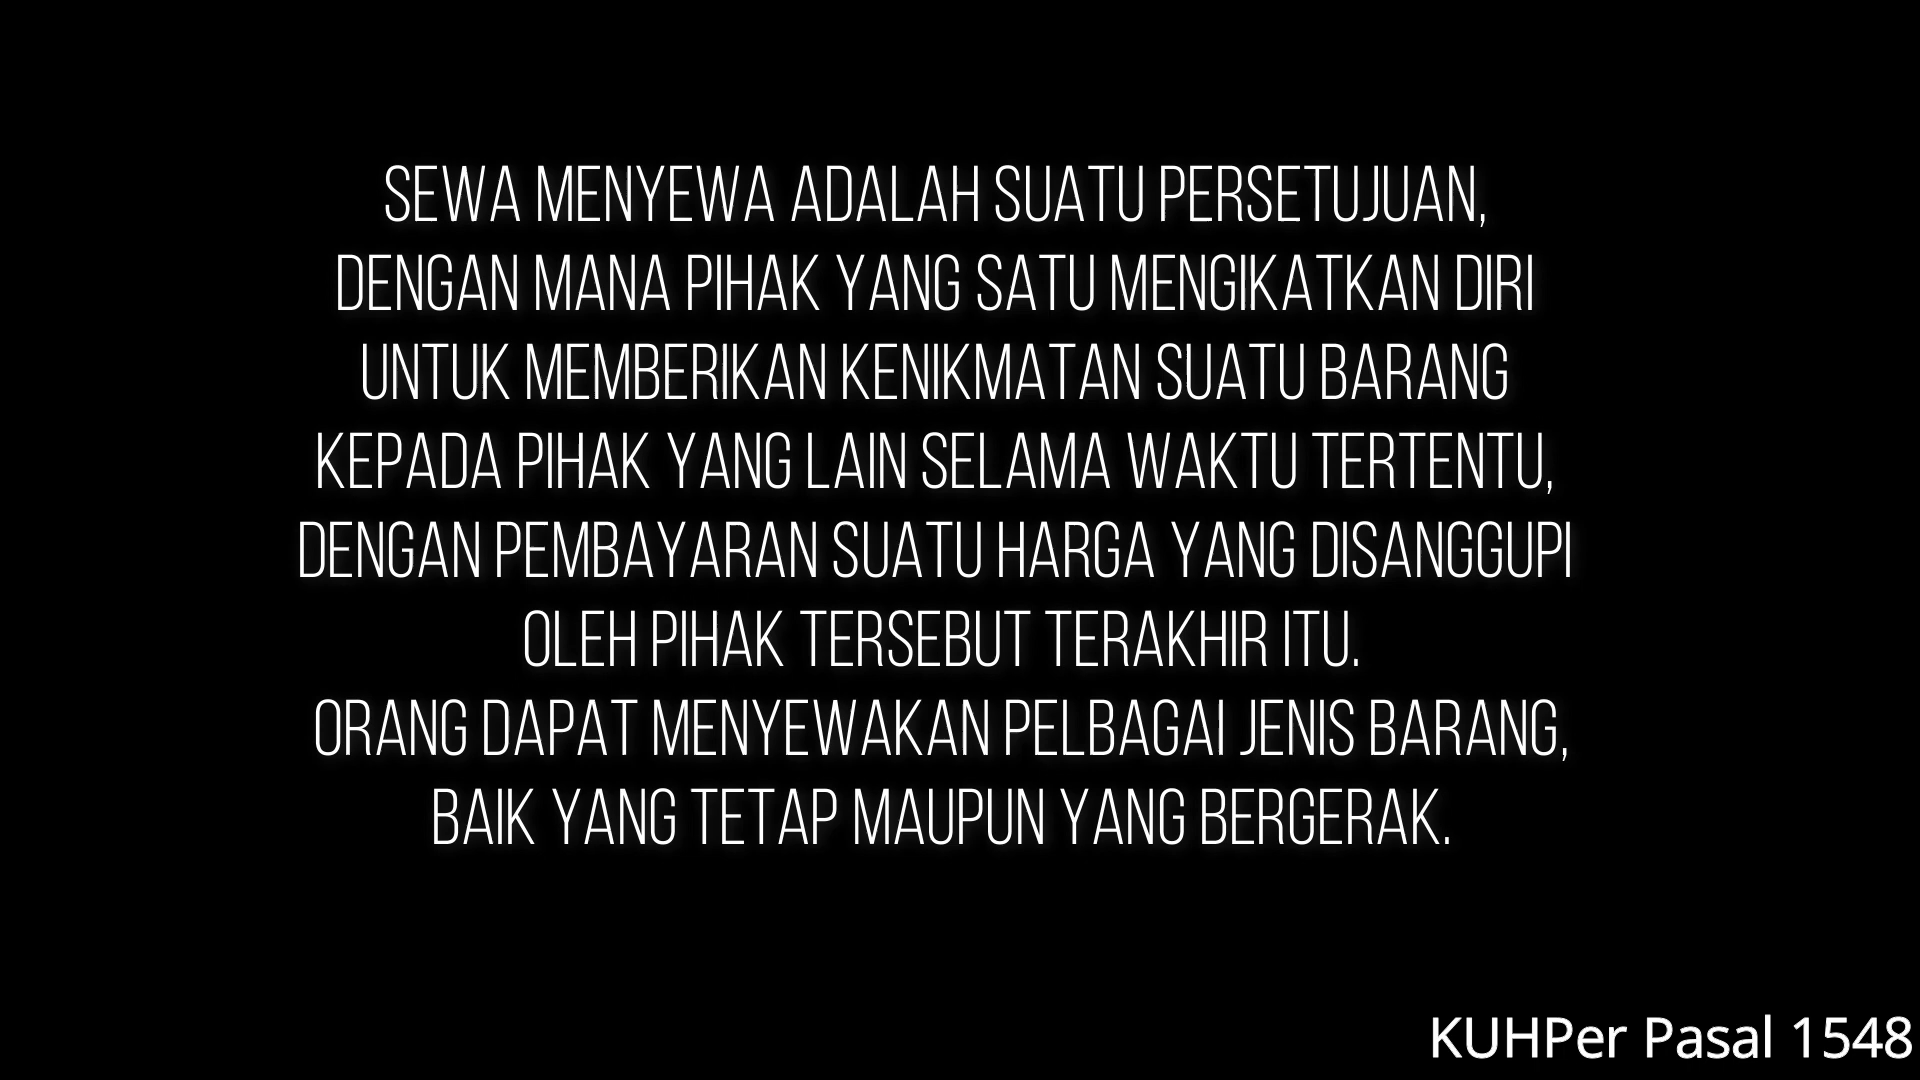 SEWA MENYEWA ADALAH SUATU PERSETUJUAN,
DENGAN MANA PIHAK YANG SATU MENGIKATKAN DIRI
UNTUK MEMBERIKAN KENIKMATAN SUATU BARANG
KEPADA PIHAK YANG LAIN SELAMA WAKTU TERTENTU,
DENGAN PEMBAYARAN SUATU HARGA YANG DISANGGUPI
OLEH PIHAK TERSEBUT TERAKHIR ITU.
ORANG DAPAT MENYEWAKAN PELBAGAI JENIS BARANG,
BAIK YANG TETAP MAUPUN YANG BERGERAK.
KUHPer Pasal 1548